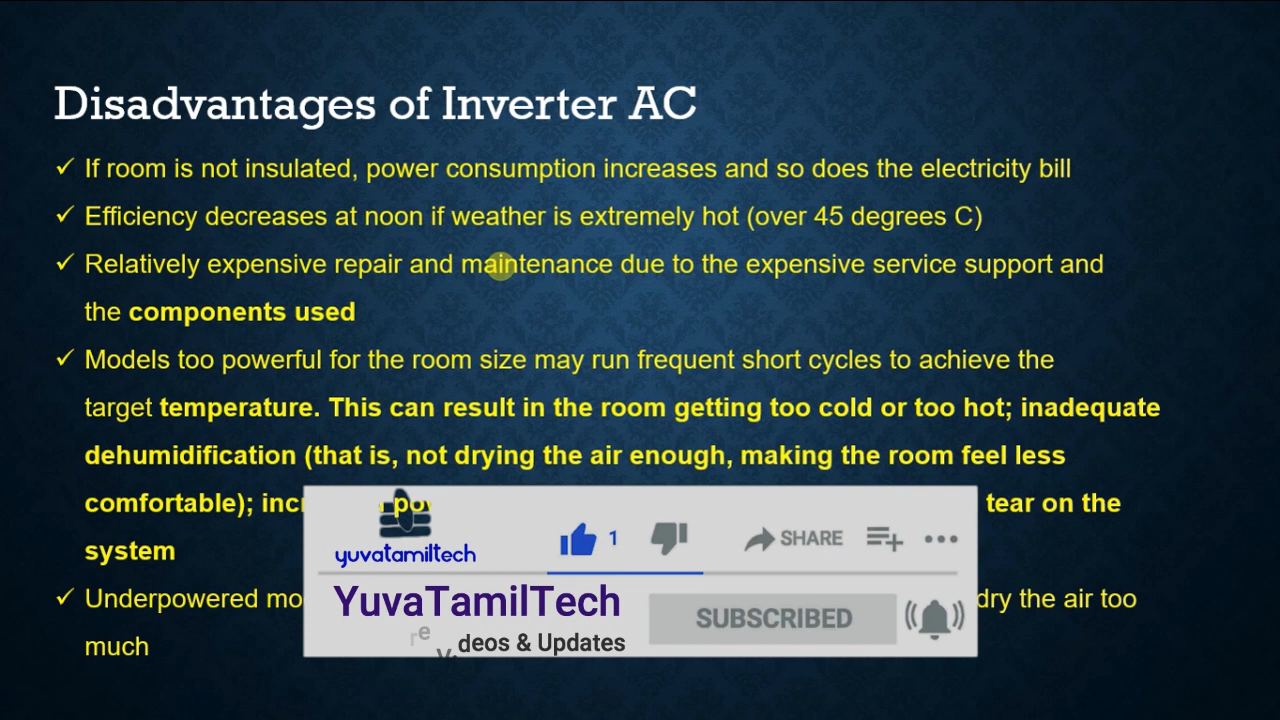 Disadvantages of Inverter AC
✓ If room is not insulated, power consumption increases and so does the electricity bill
✓ Efficiency decreases at noon if weather is extremely hot (over 45 degrees C)
✓ Relatively expensive repair and maintenance due to the expensive service support and
the components used
✓ Models too powerful for the room size may run frequent short cycles to achieve the
target temperature. This can result in the room getting too cold or too hot; inadequate
dehumidification (that is, not drying the air enough, making the room feel less
comfortable); tear on the
system
✓ Underpowered dry the air too
much
yuvatamiltech
1
SHARE
YuvaTamilTech
SUBSCRIBED
& Updates